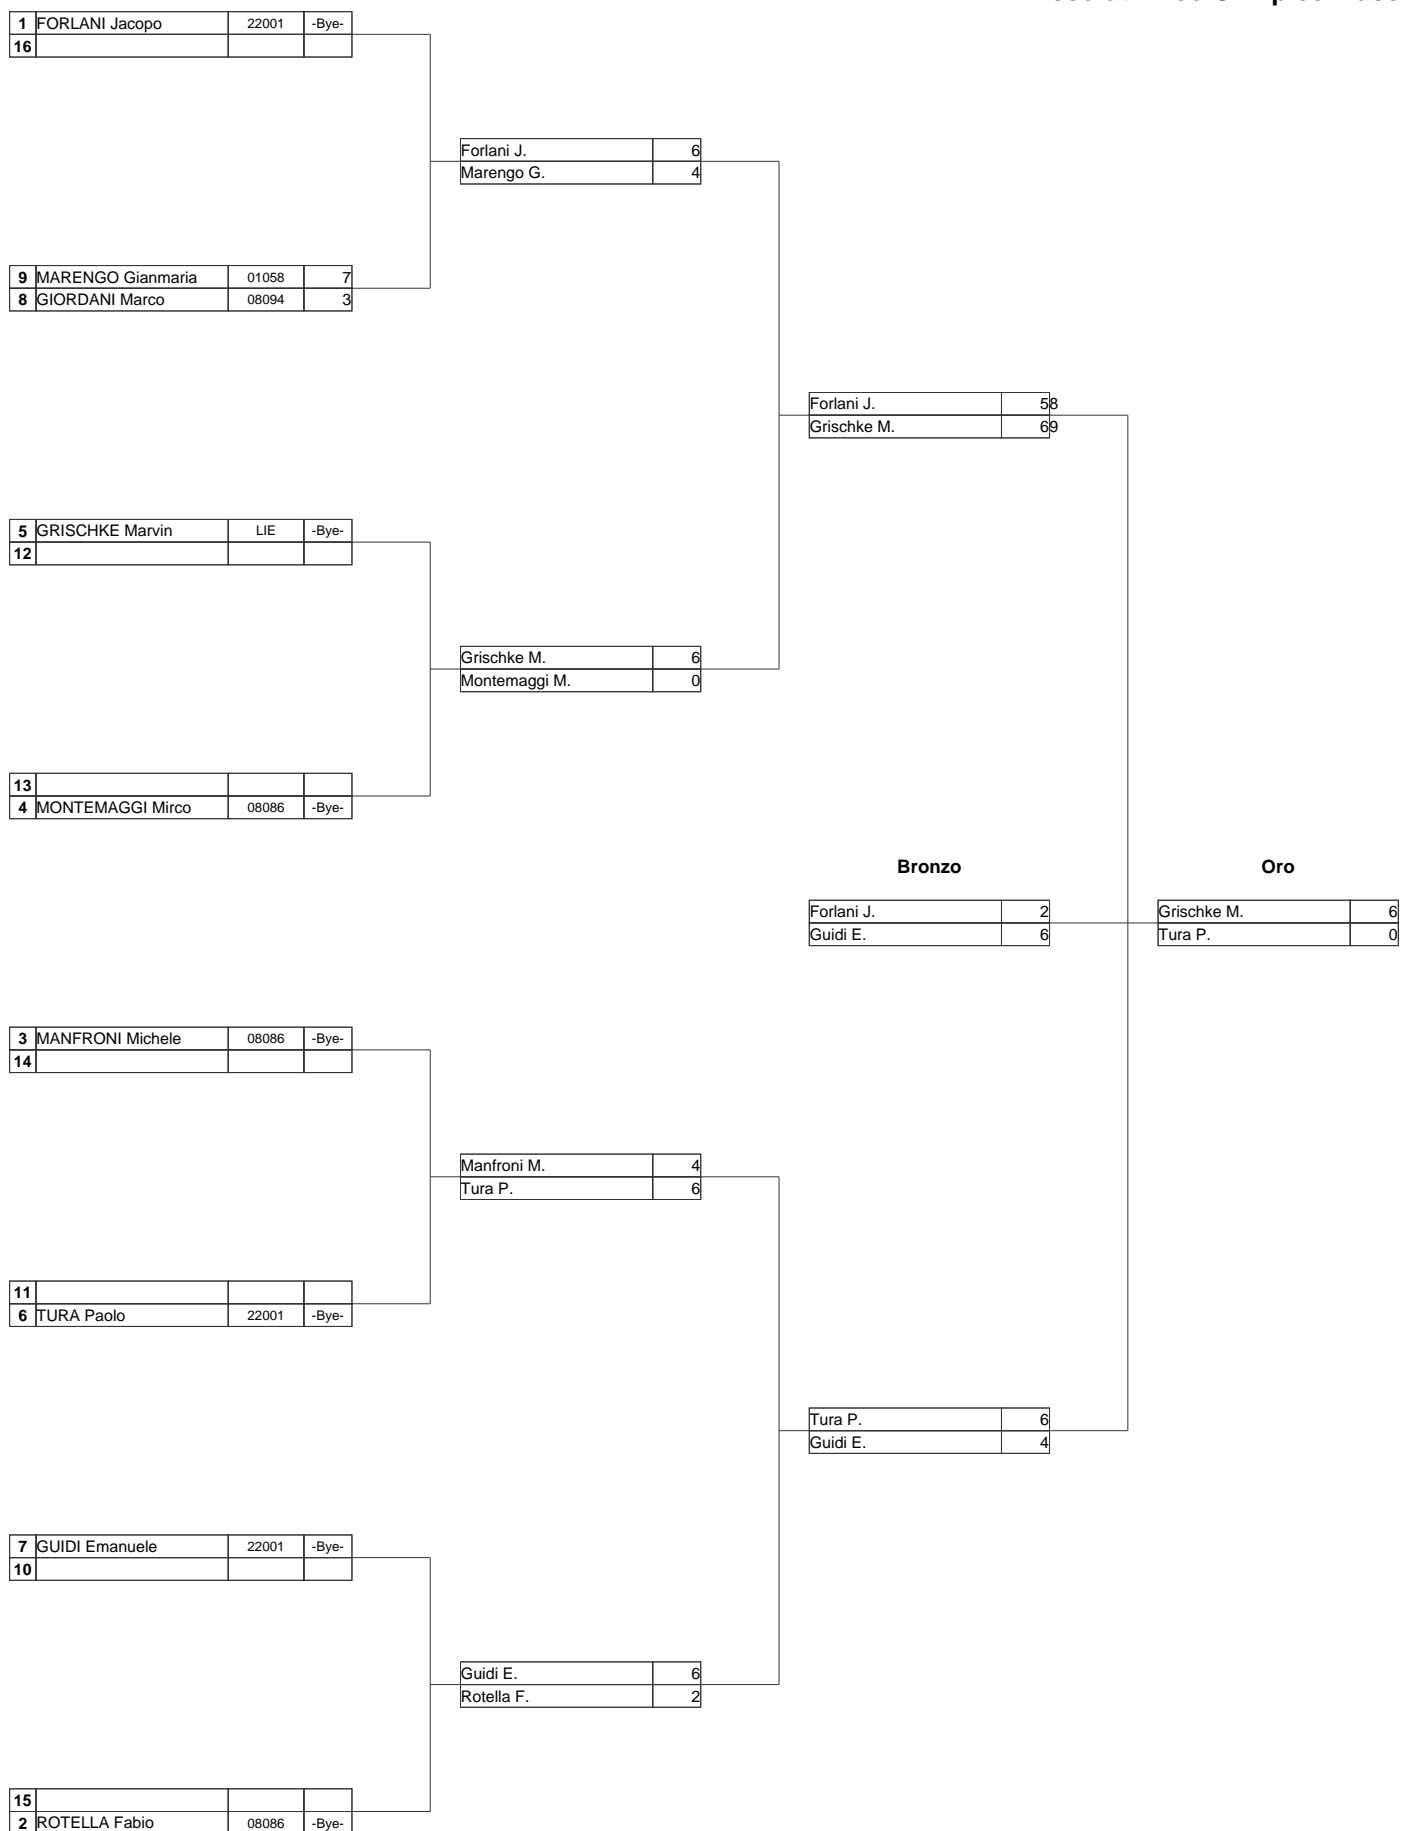 1 FORLANI Jacopo 22001 -Bye-
16
Forlani J. 6
Marengo G. 4
9 MARENGO Gianmaria 01058 7
8 GIORDANI Marco 08094 3
Forlani J. 58
Grischke M. 69
5 GRISCHKE Marvin LIE -Bye-
12
Grischke M. 6
Montemaggi M. 0
13
4 MONTEMAGGI Mirco 08086 -Bye-
Bronzo Oro
Forlani J. 2 Grischke M. 6
Guidi E. 6 Tura P. 0
3 MANFRONI Michele 08086 -Bye-
14
Manfroni M. 4
Tura P. 6
11
6 TURA Paolo 22001 -Bye-
Tura P. 6
Guidi E. 4
7 GUIDI Emanuele 22001 -Bye-
10
Guidi E. 6
Rotella F. 2
15
2 ROTELLA Fabio 08086 -Bye-